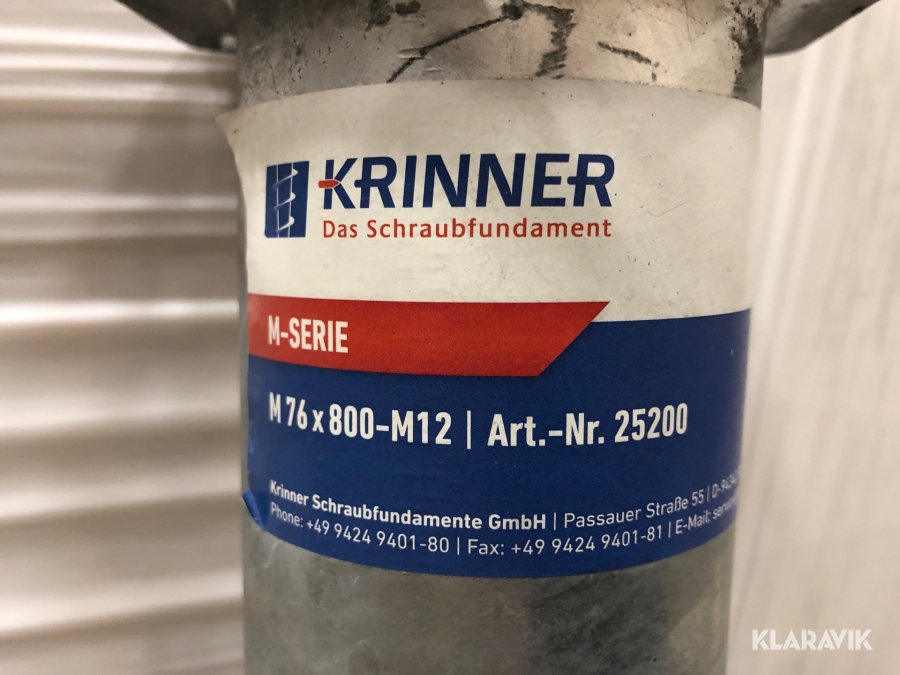 KRINNER
Das Schraubfundament
M-SERIE
M 76 x 800-M12 | Art.-Nr. 25200
Krinner Schraubfundamente GmbH | Passauer Straße 55 |
Phone: +49 9424 9401-80 | Fax: +49 9424 9401-81 | E-Mail:
KLARAVIK